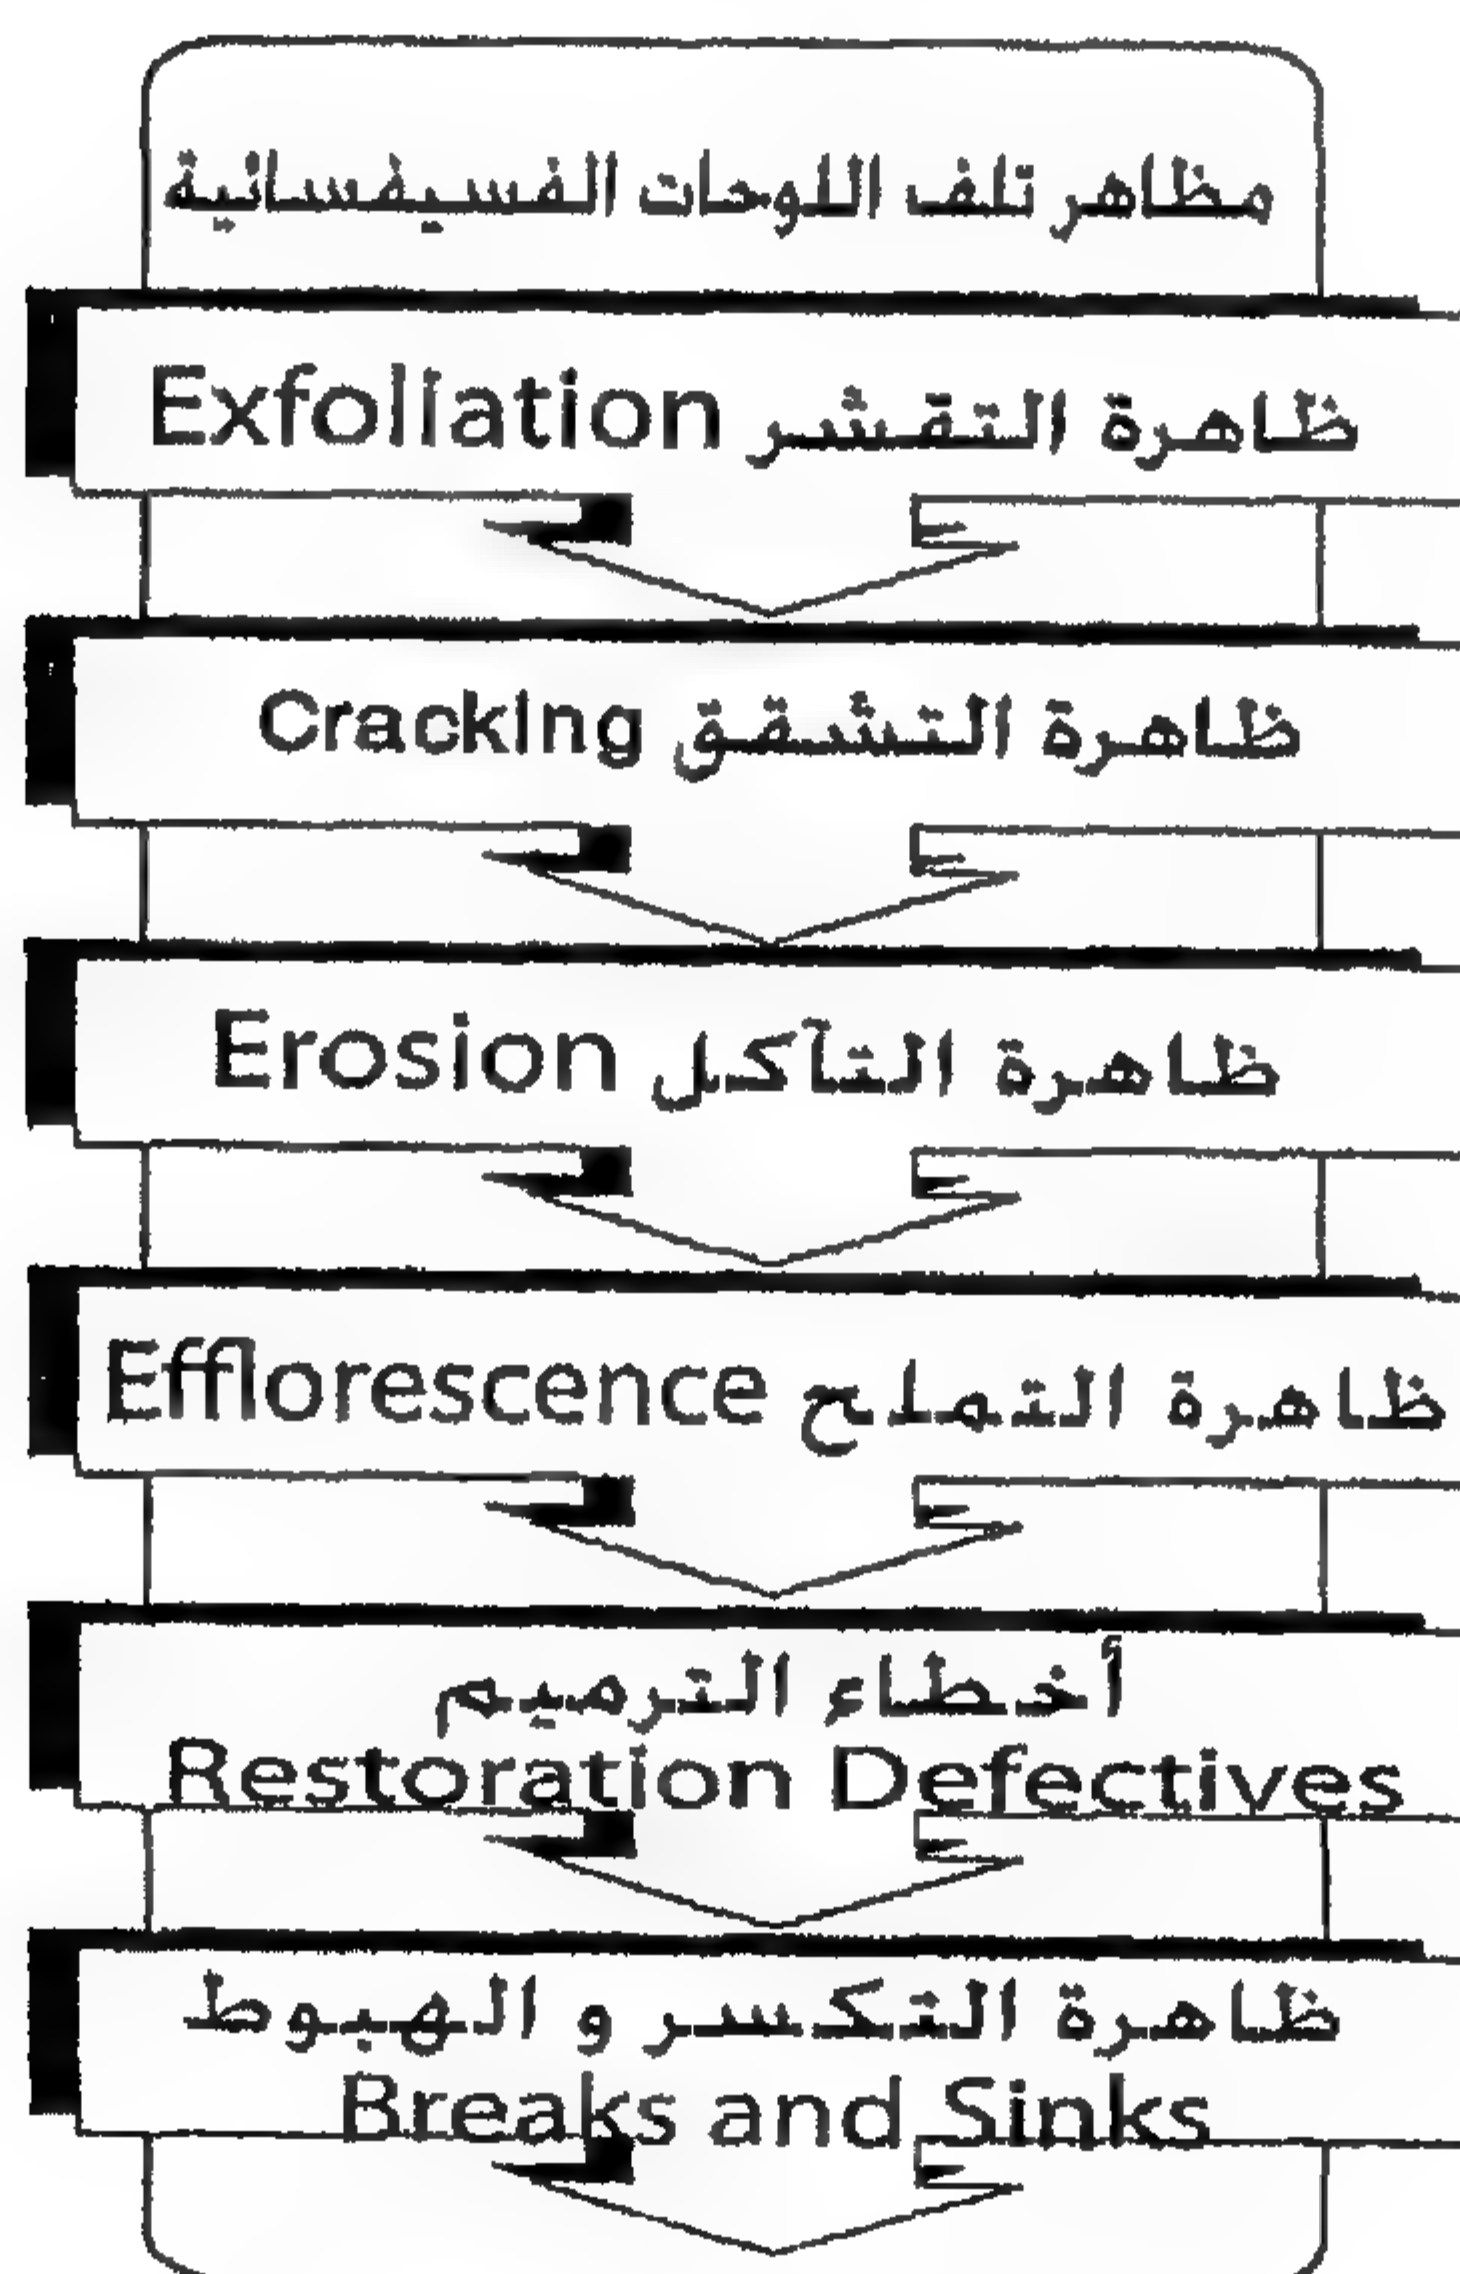 مظاهر تلف اللوحات الفسيفسائية
ظاهرة التقشر Exfoliation
ظاهرة التشقق Cracking
ظاهرة التآكل Erosion
ظاهرة التملح Efflorescence
أخطاء الترميم
Restoration Defectives
ظاهرة التكسر و الهبوط
Breaks and Sinks